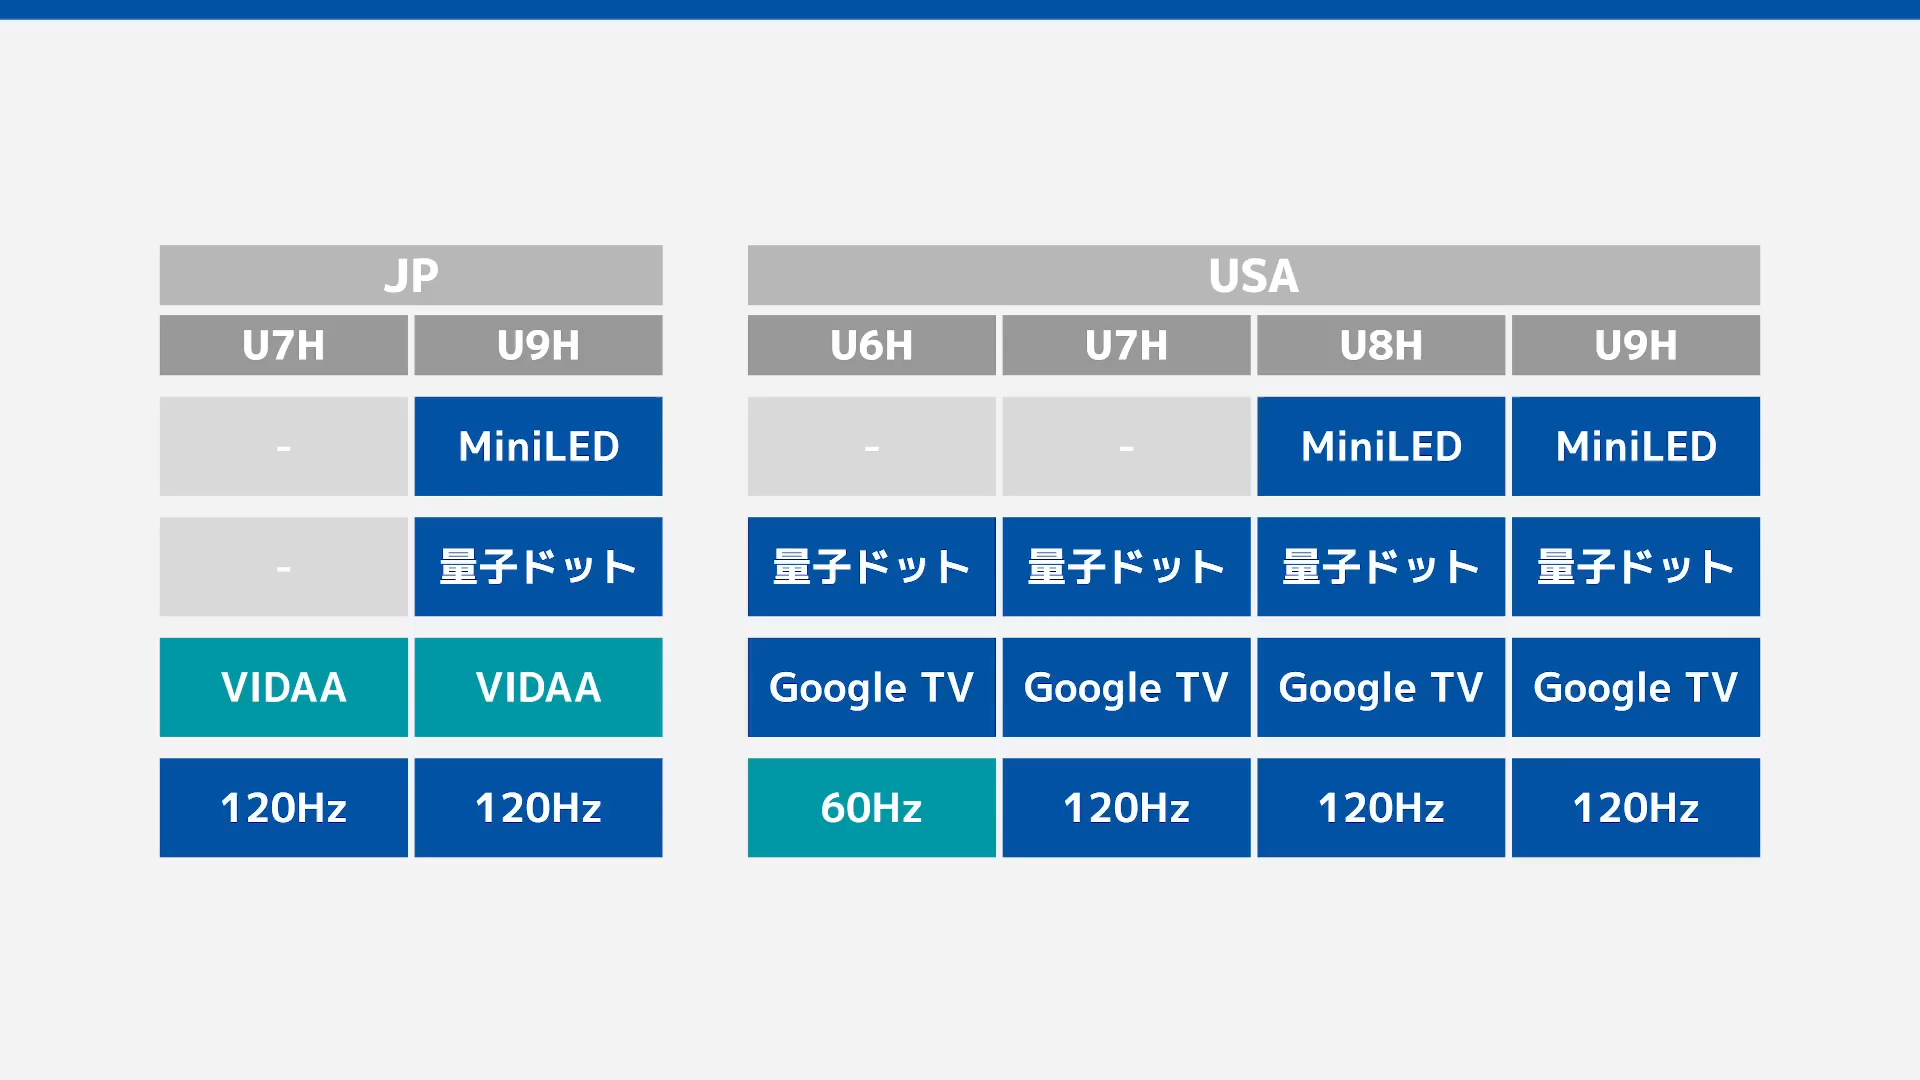 JP USA
U7H U9H U6H U7H U8H U9H
- MiniLED - - MiniLED MiniLED
- 量子ドット 量子ドット 量子ドット 量子ドット 量子ドット
VIDAA VIDAA Google TV Google TV Google TV Google TV
120Hz 120Hz 60Hz 120Hz 120Hz 120Hz